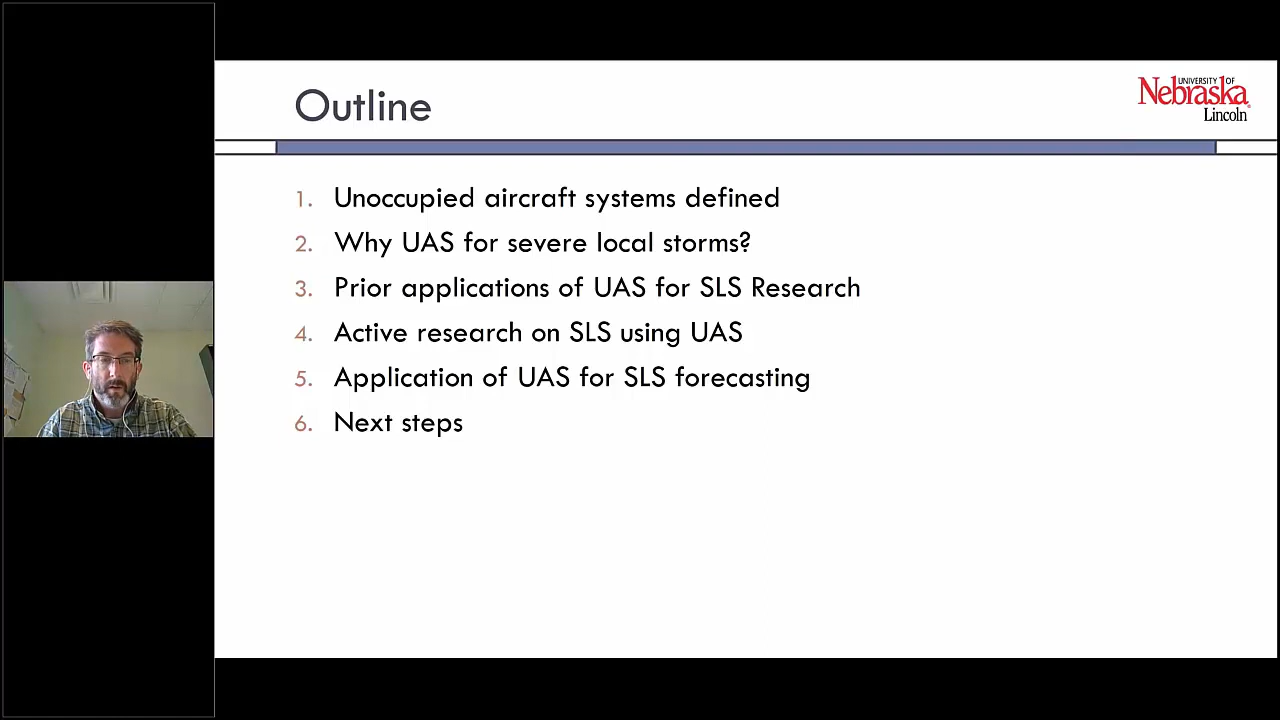 Outline
UNIVERSITY OF
Nebraska
Lincoln
1. Unoccupied aircraft systems defined
2. Why UAS for severe local storms?
3. Prior applications of UAS for SLS Research
4. Active research on SLS using UAS
5. Application of UAS for SLS forecasting
6. Next steps